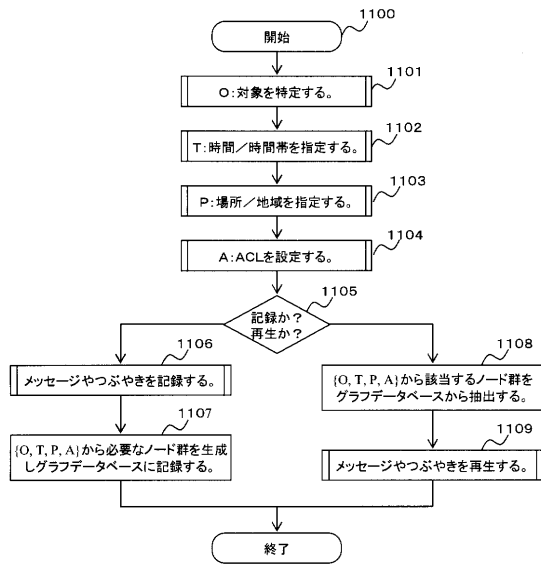 1100
開始
1101
O:対象を特定する。
1102
T:時間／時間帯を指定する。
1103
P:場所／地域を指定する。
1104
A:ACLを設定する。
1105
記録か?
再生か?
1106
メッセージやつぶやきを記録する。
1107
{O, T, P, A}から必要なノード群を生成
しグラフデータベースに記録する。
1108
{O, T, P, A}から該当するノード群を
グラフデータベースから抽出する。
1109
メッセージやつぶやきを再生する。
終了